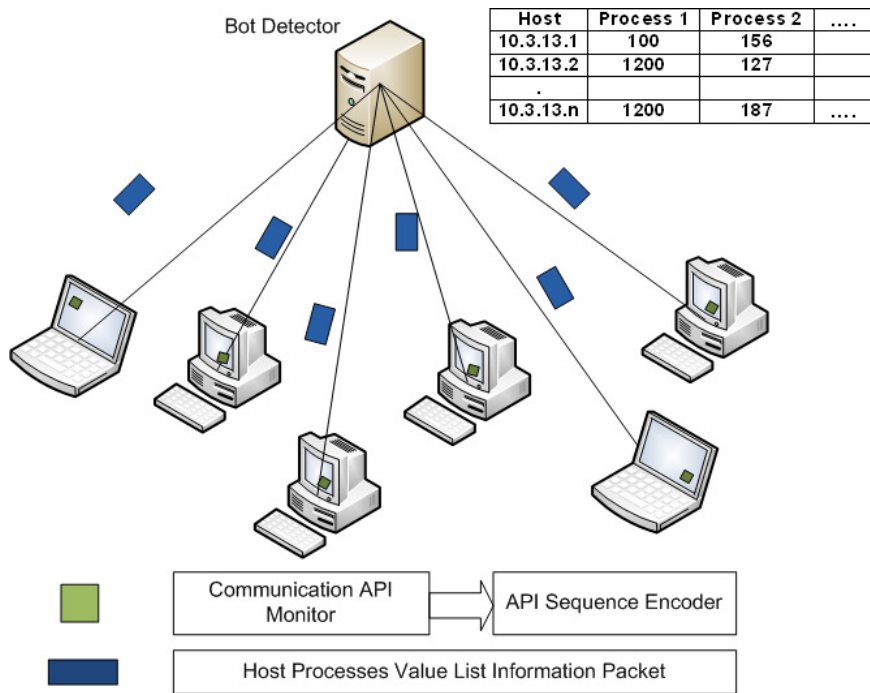 Bot Detector
Host Process 1 Process 2 ....
10.3.13.1 100 156
10.3.13.2 1200 127
.
10.3.13.n 1200 187 ....
Communication API
Monitor
API Sequence Encoder
Host Processes Value List Information Packet